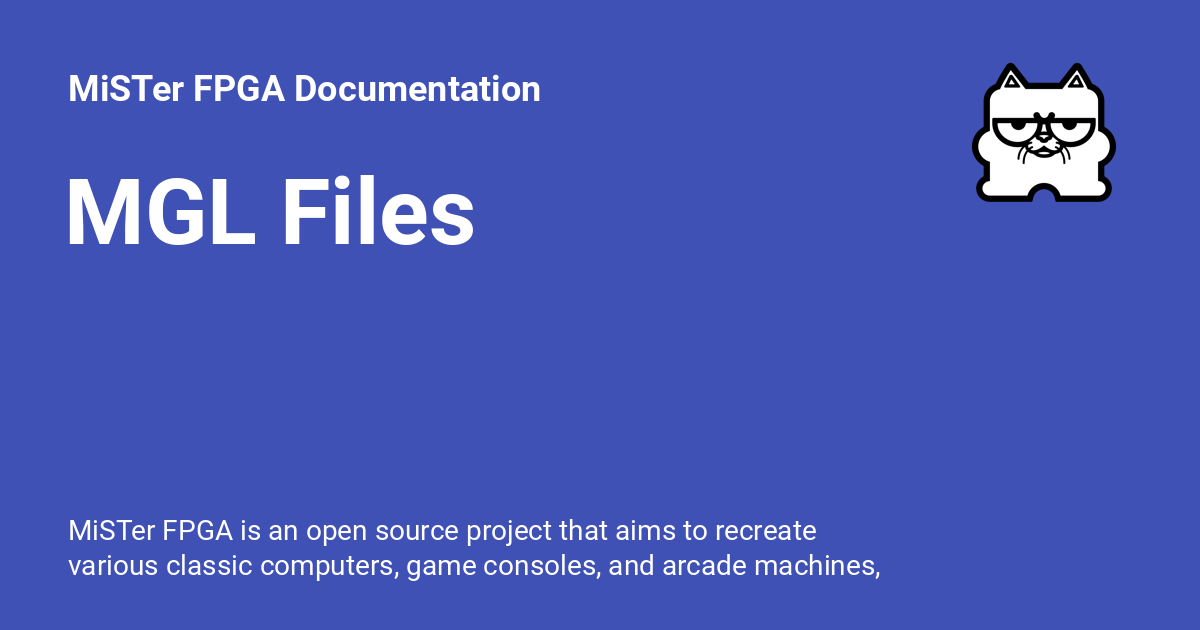 MiSTer FPGA Documentation
MGL Files
MiSTer FPGA is an open source project that aims to recreate
various classic computers, game consoles, and arcade machines,